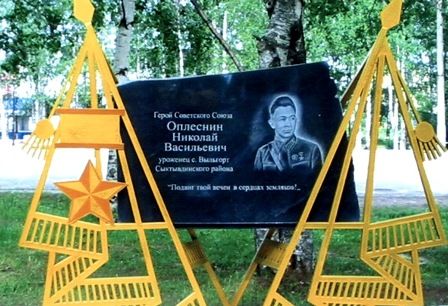 Герой Советского Союза
Оплеснин
Николай
Васильевич
уроженец с. Выльгорт
Сыктывдинского района
"Подвиг твой вечен в сердцах земляков!..